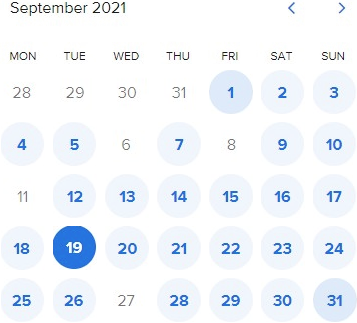 September 2021
MON TUE WED THU FRI SAT SUN
28 29 30 31 1 2 3
4 5 6 7 8 9 10
11 12 13 14 15 16 17
18 19 20 21 22 23 24
25 26 27 28 29 30 31